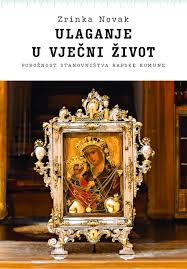 Zrinka Novak
ULAGANJE
U VJEČNI ŽIVOT
POBOŽNOST STANOVNIŠTVA RAPSKE KOMUNE